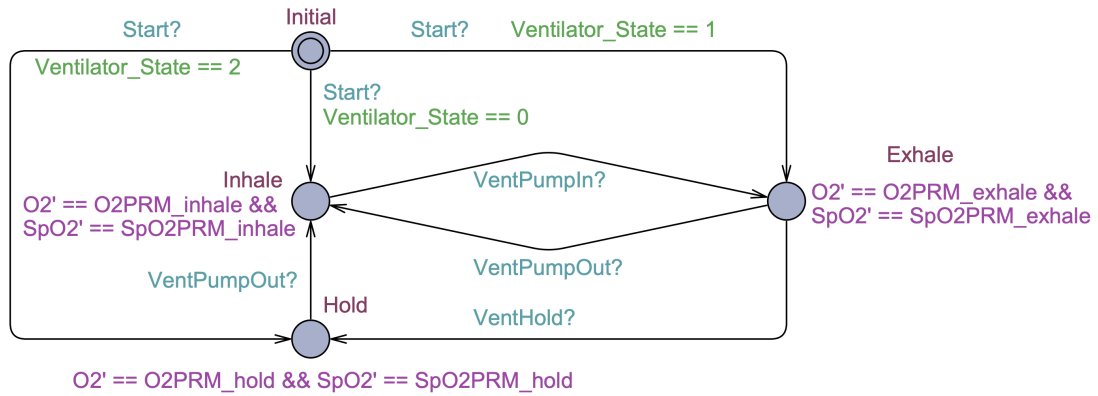 Initial
Start?
Start?
Ventilator_State == 1
Ventilator_State == 2
Start?
Ventilator_State == 0
Exhale
Inhale
VentPumpIn?
O2' == O2PRM_inhale &&
SpO2' == SpO2PRM_inhale
O2' == O2PRM_exhale &&
SpO2' == SpO2PRM_exhale
VentPumpOut?
VentPumpOut?
Hold
VentHold?
O2' == O2PRM_hold && SpO2' == SpO2PRM_hold